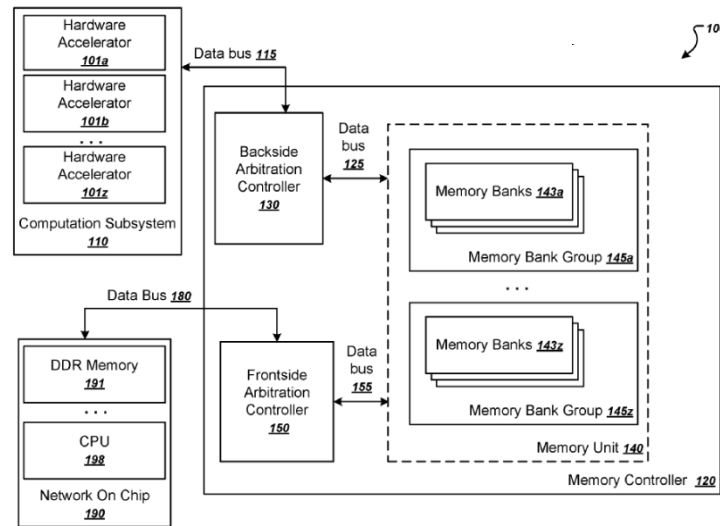 10
Hardware
Accelerator
101a
Hardware
Accelerator
101b
...
Hardware
Accelerator
101z
Computation Subsystem
110
Data bus 115
Backside
Arbitration
Controller
130
Data
bus
125
Memory Banks 143a
Memory Bank Group 145a
...
Memory Banks 143z
Memory Bank Group 145z
Memory Unit 140
Memory Controller 120
Data Bus 180
Frontside
Arbitration
Controller
150
Data
bus
155
DDR Memory
191
...
CPU
198
Network On Chip
190